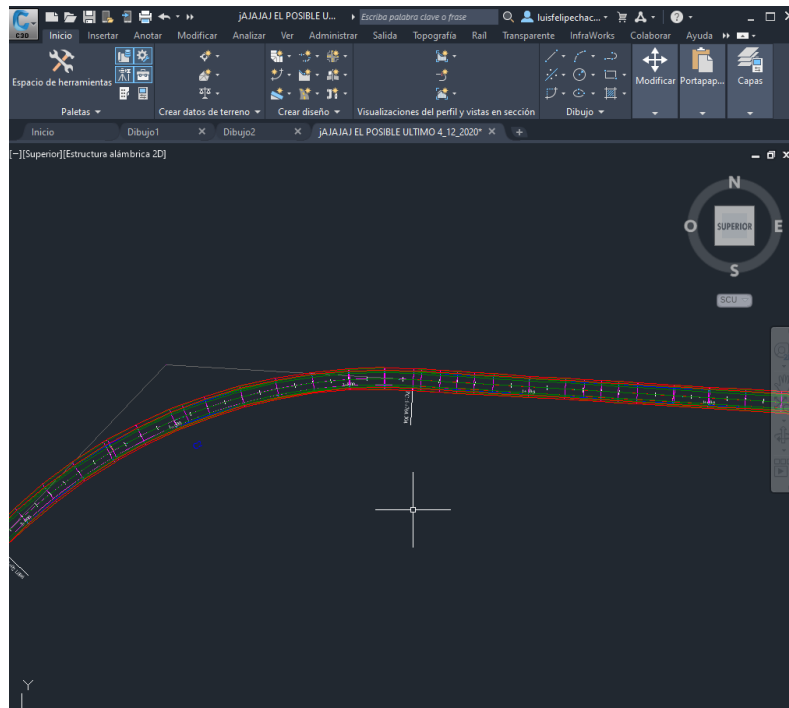 C3D jAJAJAJ EL POSIBLE U... Escriba palabra clave o frase luisfelipechac...
Inicio Insertar Anotar Modificar Analizar Ver Administrar Salida Topografía Rail Transparente InfraWorks Colaborar Ayuda
Espacio de herramientas Modificar Portapap... Capas
Paletas Crear datos de terreno Crear diseño Visualizaciones del perfil y vistas en sección Dibujo
Inicio Dibujo1 Dibujo2 jAJAJAJ EL POSIBLE ULTIMO 4_12_2020*
[−][Superior][Estructura alámbrica 2D]
N
O SUPERIOR E
S
SCU
Y